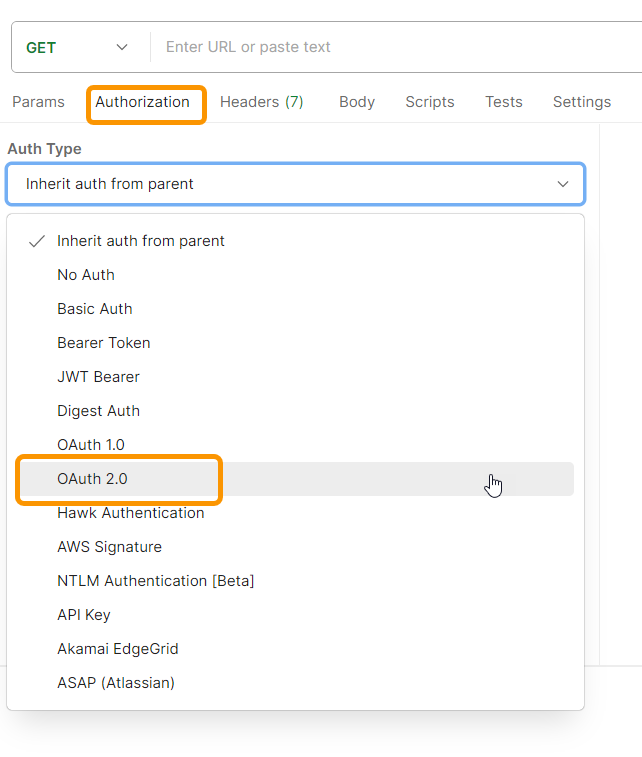 GET Enter URL or paste text
Params Authorization Headers (7) Body Scripts Tests Settings
Auth Type
Inherit auth from parent
Inherit auth from parent
No Auth
Basic Auth
Bearer Token
JWT Bearer
Digest Auth
OAuth 1.0
OAuth 2.0
Hawk Authentication
AWS Signature
NTLM Authentication [Beta]
API Key
Akamai EdgeGrid
ASAP (Atlassian)